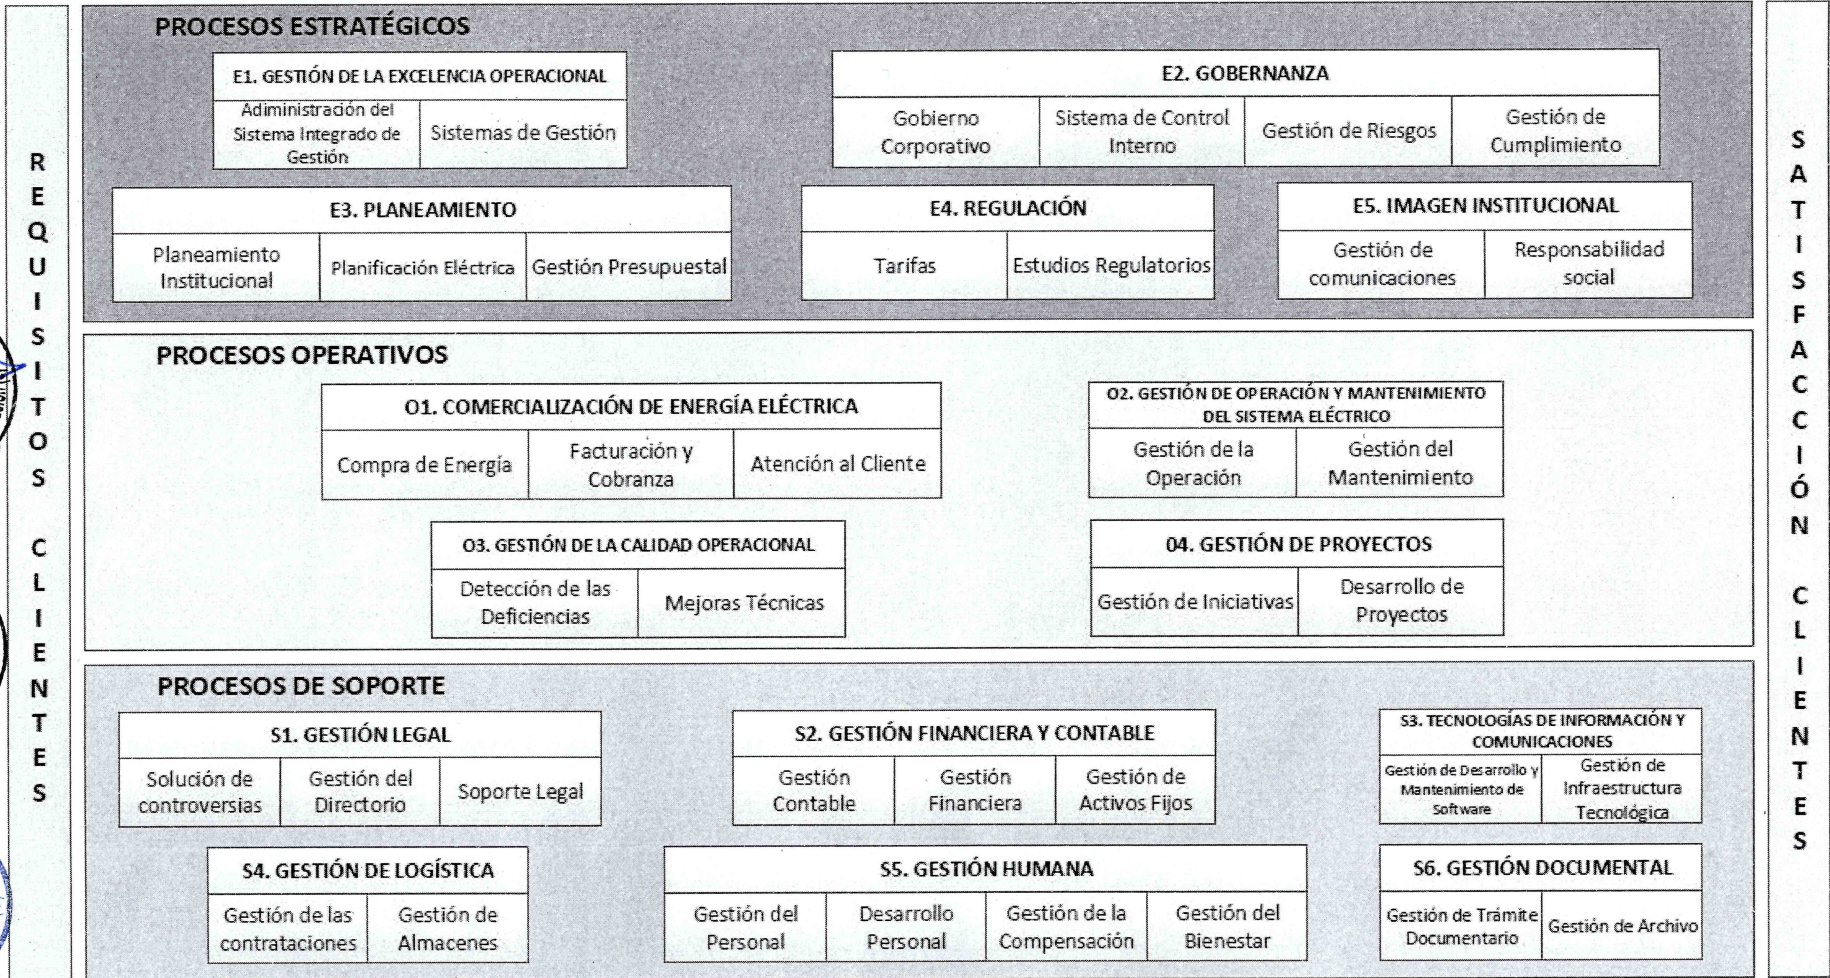 REQUISITOS CLIENTES
PROCESOS ESTRATÉGICOS
E1. GESTIÓN DE LA EXCELENCIA OPERACIONAL
Adiministración del
Sistema Integrado de
Gestión
Sistemas de Gestión
E2. GOBERNANZA
Gobierno
Corporativo
Sistema de Control
Interno
Gestión de Riesgos
Gestión de
Cumplimiento
E3. PLANEAMIENTO
Planeamiento
Institucional
Planificación Eléctrica
Gestión Presupuestal
E4. REGULACIÓN
Tarifas
Estudios Regulatorios
E5. IMAGEN INSTITUCIONAL
Gestión de
comunicaciones
Responsabilidad
social
PROCESOS OPERATIVOS
O1. COMERCIALIZACIÓN DE ENERGÍA ELÉCTRICA
Compra de Energía
Facturación y
Cobranza
Atención al Cliente
O2. GESTIÓN DE OPERACIÓN Y MANTENIMIENTO
DEL SISTEMA ELÉCTRICO
Gestión de la
Operación
Gestión del
Mantenimiento
O3. GESTIÓN DE LA CALIDAD OPERACIONAL
Detección de las
Deficiencias
Mejoras Técnicas
04. GESTIÓN DE PROYECTOS
Gestión de Iniciativas
Desarrollo de
Proyectos
PROCESOS DE SOPORTE
S1. GESTIÓN LEGAL
Solución de
controversias
Gestión del
Directorio
Soporte Legal
S2. GESTIÓN FINANCIERA Y CONTABLE
Gestión
Contable
Gestión
Financiera
Gestión de
Activos Fijos
S3. TECNOLOGÍAS DE INFORMACIÓN Y
COMUNICACIONES
Gestión de Desarrollo y
Mantenimiento de
Software
Gestión de
Infraestructura
Tecnológica
S4. GESTIÓN DE LOGÍSTICA
Gestión de las
contrataciones
Gestión de
Almacenes
S5. GESTIÓN HUMANA
Gestión del
Personal
Desarrollo
Personal
Gestión de la
Compensación
Gestión del
Bienestar
S6. GESTIÓN DOCUMENTAL
Gestión de Trámite
Documentario
Gestión de Archivo
SATISFACCIÓN CLIENTES